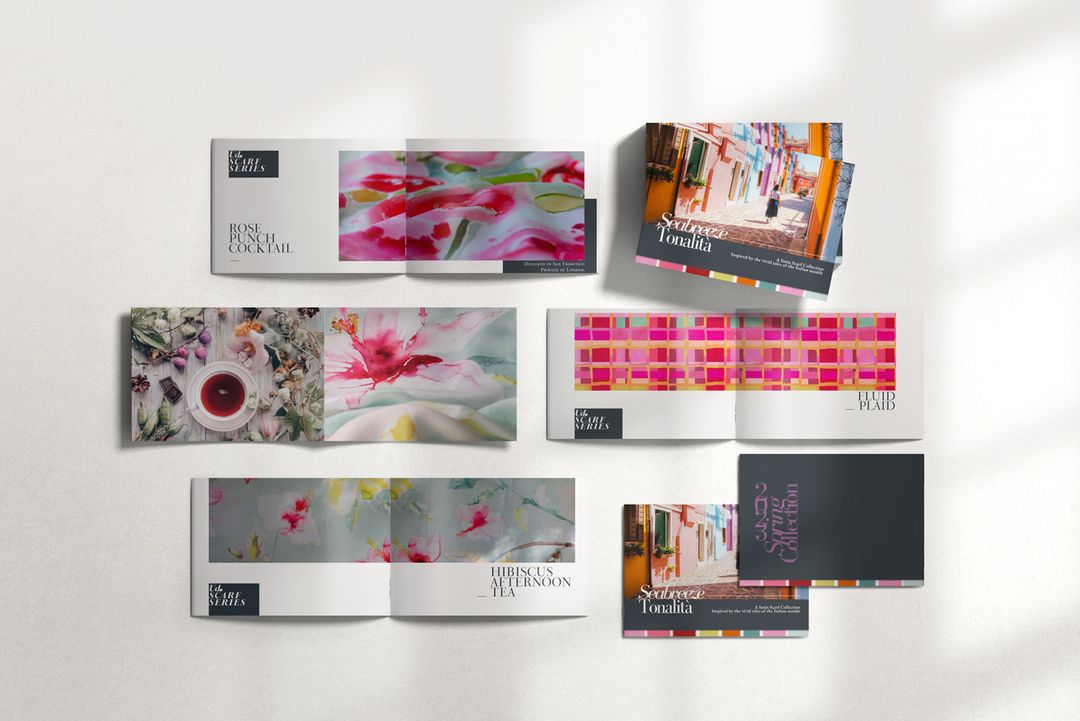 SCARF
SERIES
ROSE
PUNCH
COCKTAIL
Designed in San Francisco
Printed in London.
Seabreeze
Tonalità
A Satin Scarf Collection
Inspired by the vivid tales of the Italian seaside
SCARF
SERIES
FLUID
PLAID
SCARF
SERIES
HIBISCUS
AFTERNOON
TEA
Seabreeze
Tonalità
A Satin Scarf Collection
Inspired by the vivid tales of the Italian seaside
Spring
Collection